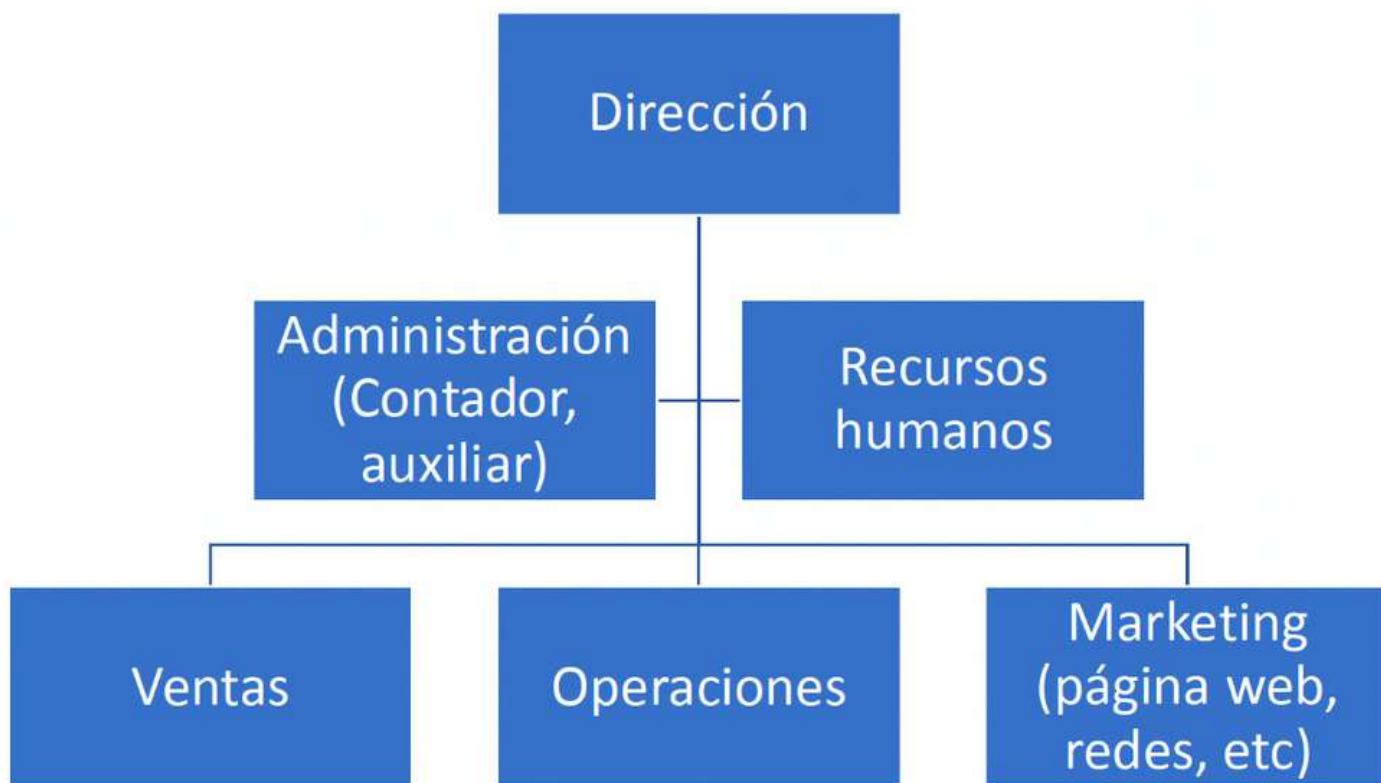 Dirección
Administración
(Contador,
auxiliar)
Recursos
humanos
Ventas
Operaciones
Marketing
(página web,
redes, etc)